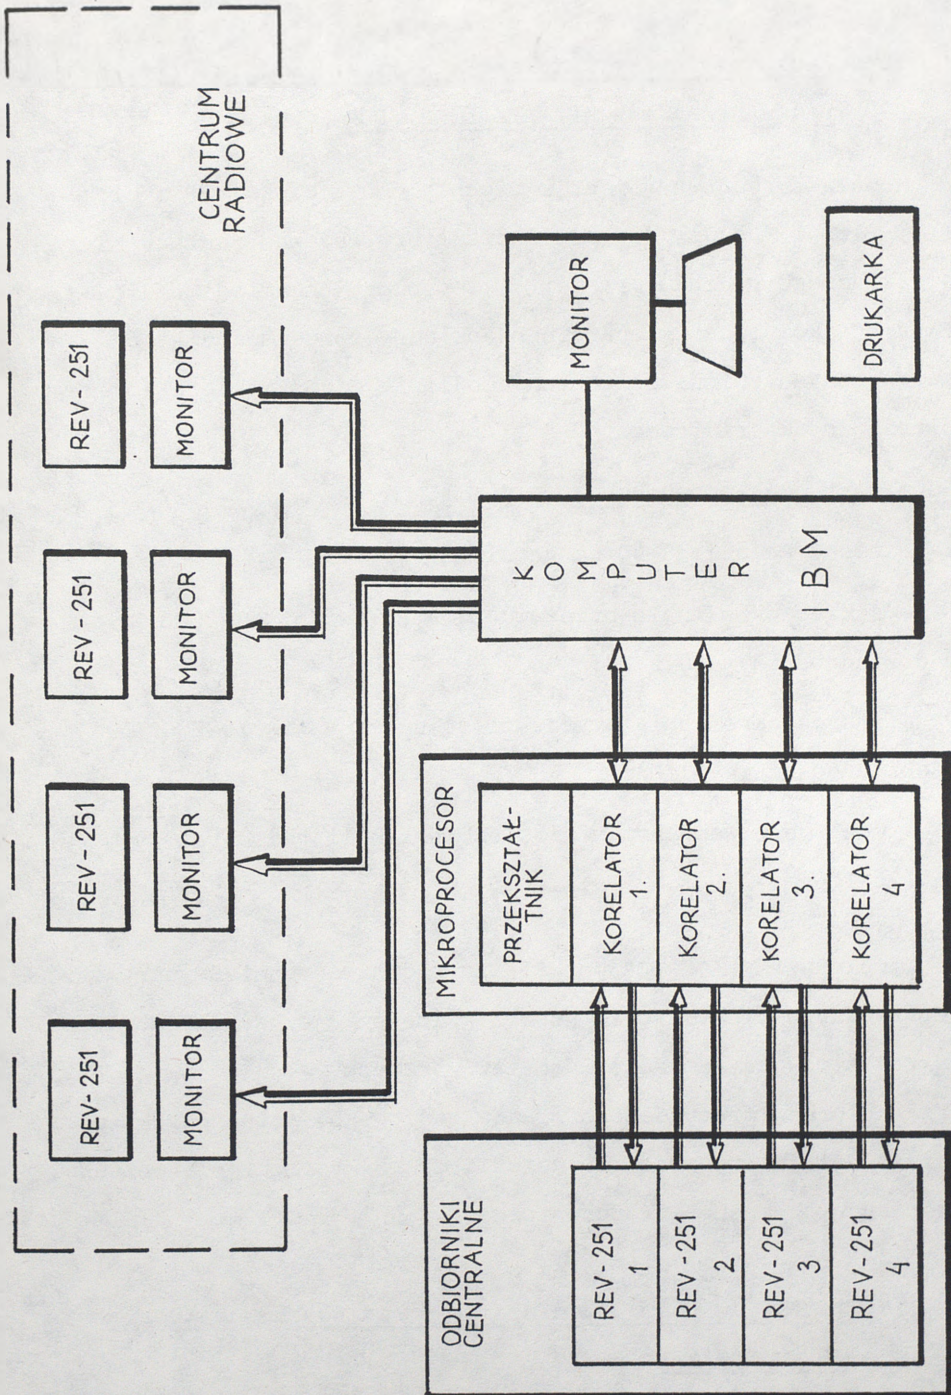 REV-251
REV-251
REV-251
REV-251
MONITOR
MONITOR
MONITOR
MONITOR
CENTRUM
RADIOWE
ODBIORNIKI
CENTRALNE
REV-251
1
REV-251
2
REV-251
3
REV-251
4
MIKROPROCESOR
PRZEKSZTAŁ-
TNIK
KORELATOR
1.
KORELATOR
2.
KORELATOR
3.
KORELATOR
4
KOMPUTER
IBM
MONITOR
DRUKARKA